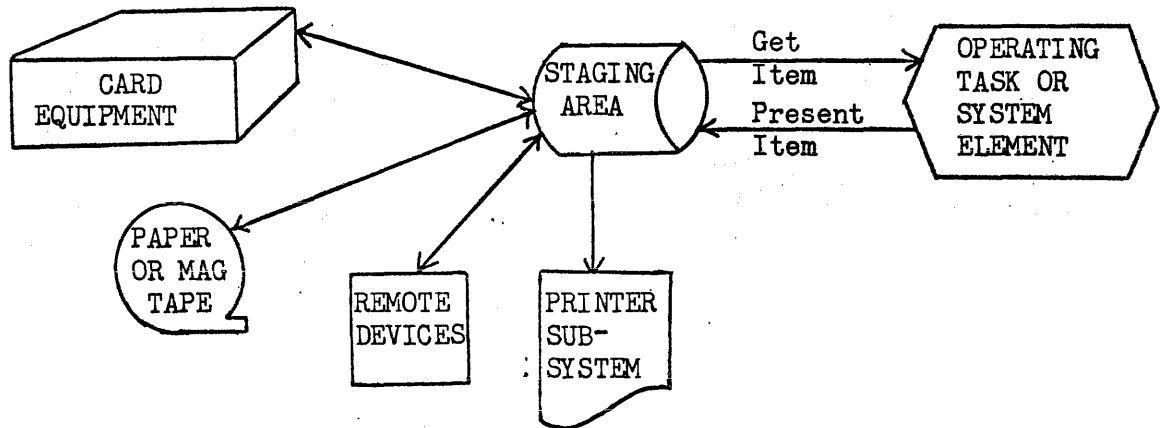 CARD
EQUIPMENT
STAGING
AREA
Get
Item
Present
Item
OPERATING
TASK OR
SYSTEM
ELEMENT
PAPER
OR MAG
TAPE
REMOTE
DEVICES
PRINTER
SUB-
SYSTEM